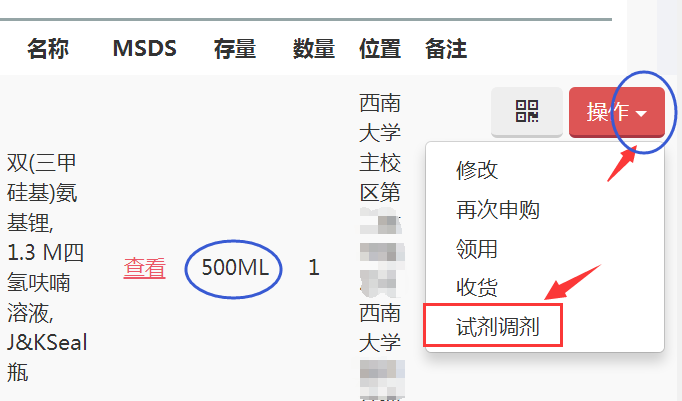 名称 MSDS 存量 数量 位置 备注
双(三甲
硅基)氨
基锂,
1.3 M四
氢呋喃
溶液,
J&KSeal
瓶
查看
500ML
1
西南
大学
主校
区第
西南
大学
操作
修改
再次申购
领用
收货
试剂调剂